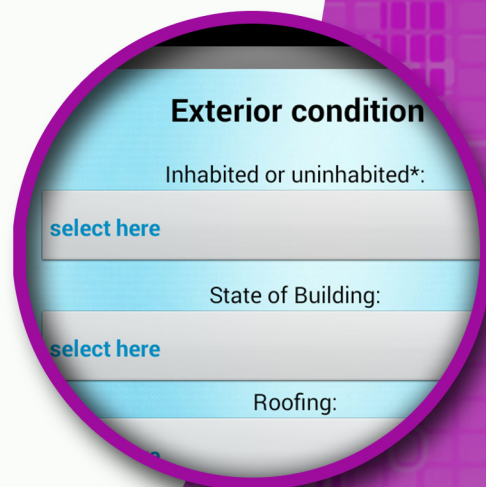 Exterior condition
Inhabited or uninhabited*:
select here
State of Building:
select here
Roofing: